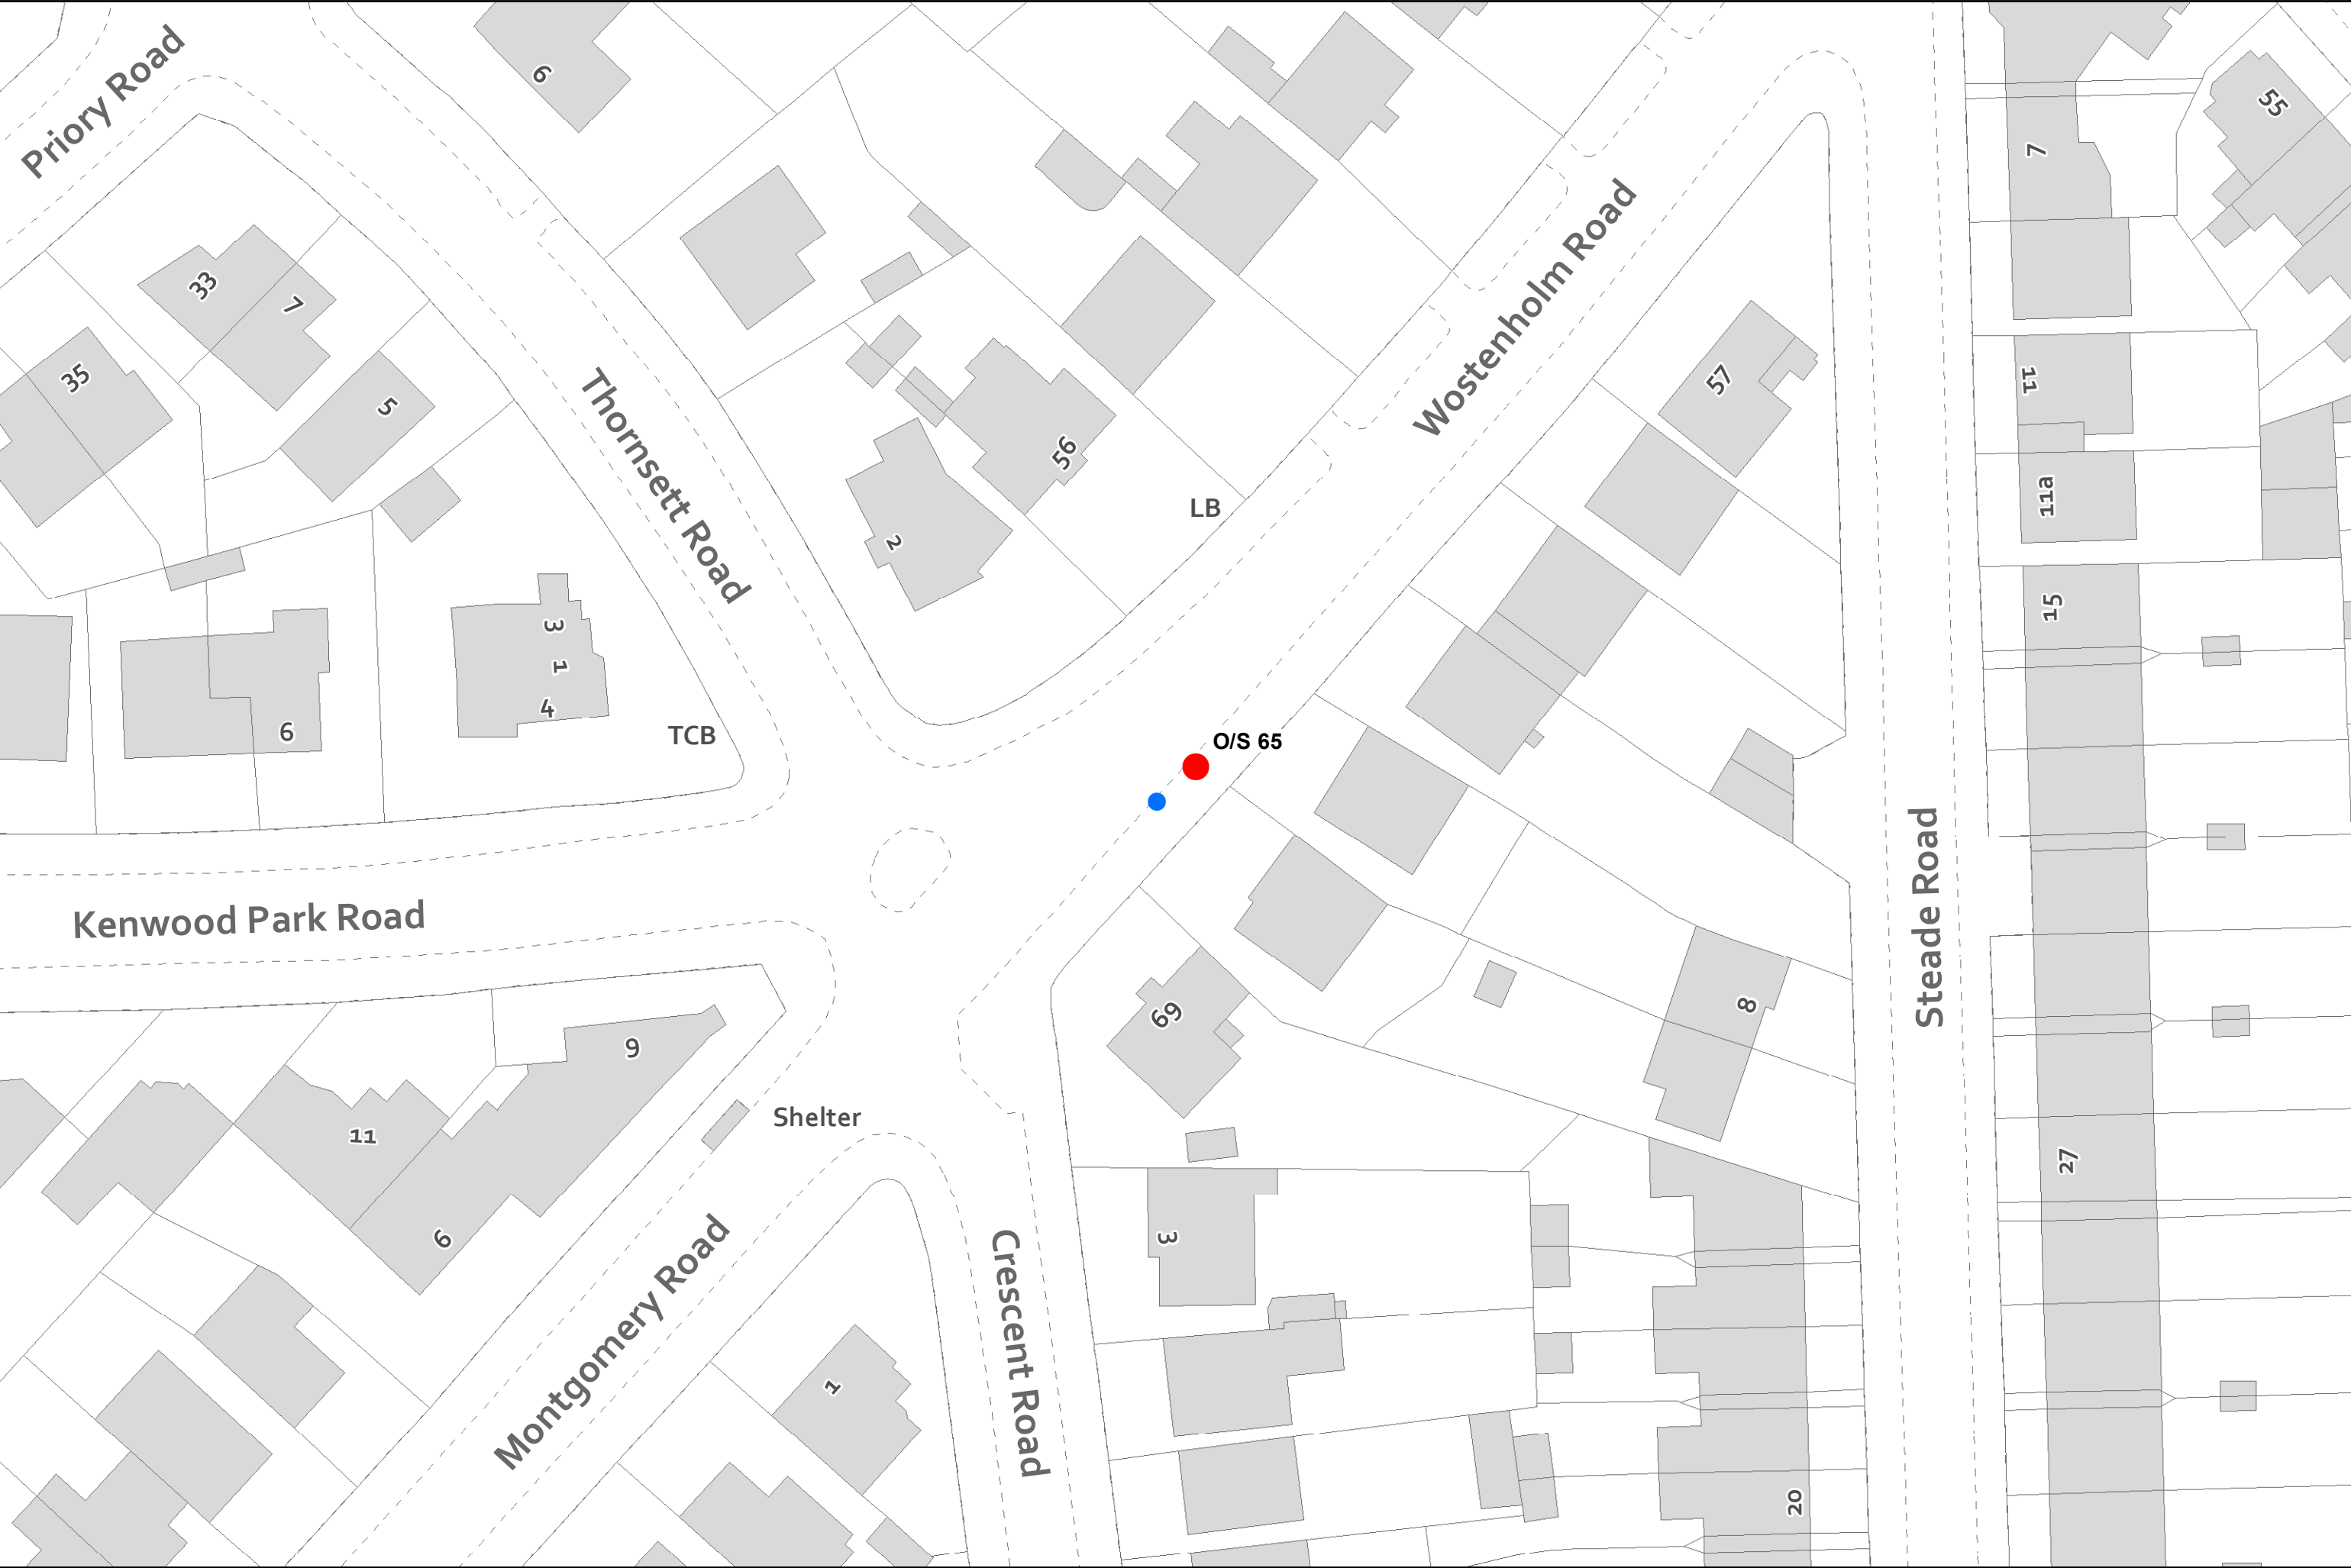 Priory Road
6
33
7
35
5
Thornsett Road
56
2
LB
Wostenholm Road
57
7
55
11
11a
15
3
1
4
6
TCB
O/S 65
Kenwood Park Road
Steade Road
69
8
9
11
6
Shelter
27
3
Montgomery Road
Crescent Road
1
20